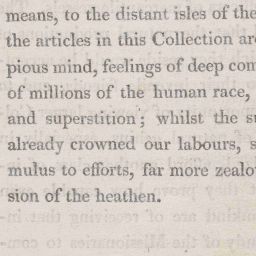 means, to the distant isles of the
the articles in this Collection are
pious mind, feelings of deep com
of millions of the human race,
and superstition; whilst the su
already crowned our labours, s
mulus to efforts, far more zealo
sion of the heathen.